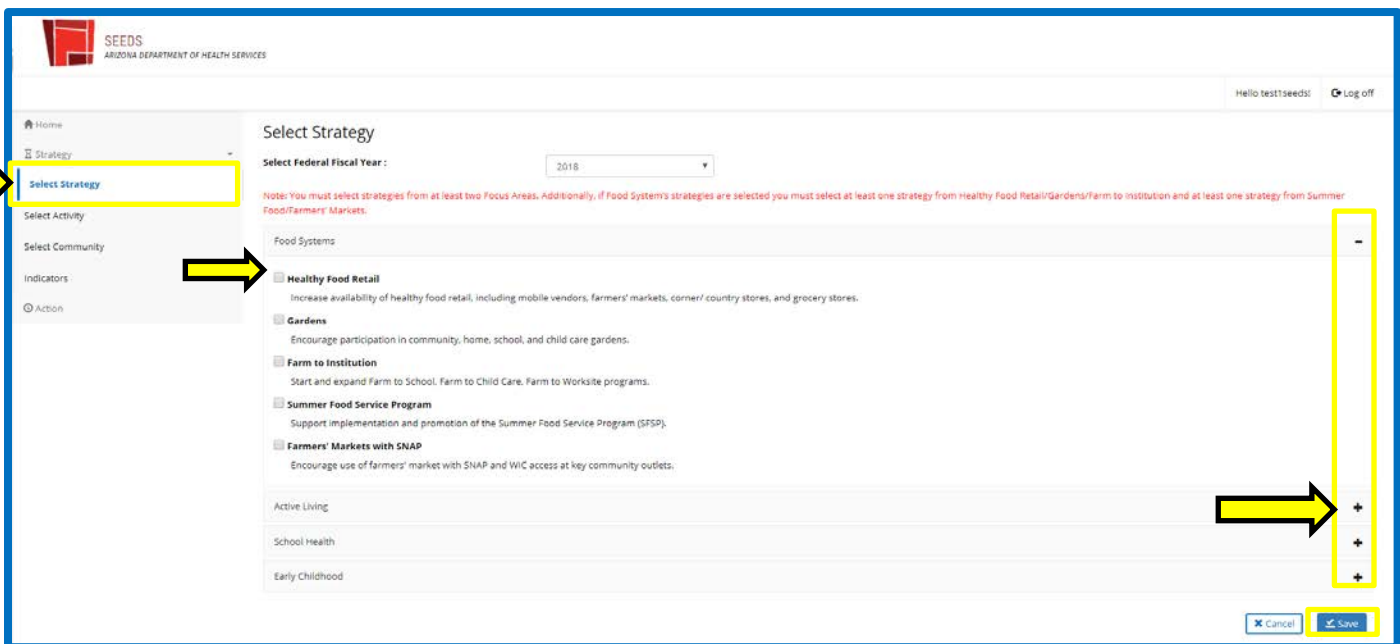 SEEDS
ARIZONA DEPARTMENT OF HEALTH SERVICES
Hello test1seeds! Log off
Home
Strategy
Select Strategy
Select Activity
Select Community
Indicators
Action
Select Strategy
Select Federal Fiscal Year : 2018
Note: You must select strategies from at least two Focus Areas. Additionally, if Food System's strategies are selected you must select at least one strategy from Healthy Food Retail/Gardens/Farm to Institution and at least one strategy from Summer
Food/Farmers' Markets.
Food Systems
Healthy Food Retail
Increase availability of healthy food retail, including mobile vendors, farmers' markets, corner/ country stores, and grocery stores.
Gardens
Encourage participation in community, home, school, and child care gardens.
Farm to Institution
Start and expand Farm to School, Farm to Child Care, Farm to Worksite programs.
Summer Food Service Program
Support implementation and promotion of the Summer Food Service Program (SFSP).
Farmers' Markets with SNAP
Encourage use of farmers' market with SNAP and WIC access at key community outlets.
Active Living
School Health
Early Childhood
Cancel Save